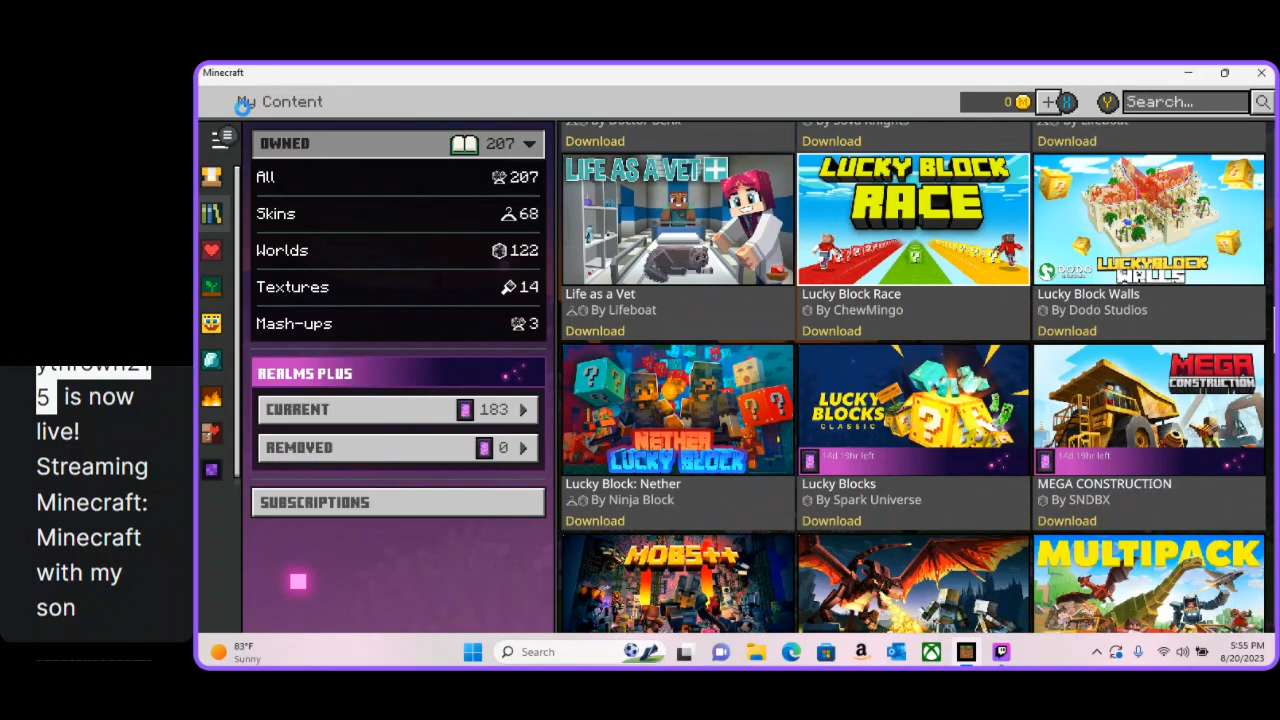 Minecraft
My Content
0
X
Y
Search...
OWNED
207
All
207
Skins
68
Worlds
122
Textures
14
Mash-ups
3
REALMS PLUS
CURRENT
183
REMOVED
0
SUBSCRIPTIONS
Download
Download
Download
LIFE AS A VET
LUCKY BLOCK
RACE
DODO
LUCKYBLOCK
WALLS
Life as a Vet
By Lifeboat
Download
Lucky Block Race
By ChewMingo
Download
Lucky Block Walls
By Dodo Studios
Download
NETHER
LUCKY BLOCK
LUCKY
BLOCKS
CLASSIC
14d 19hr left
MEGA
CONSTRUCTION
14d 19hr left
Lucky Block: Nether
By Ninja Block
Download
Lucky Blocks
By Spark Universe
Download
MEGA CONSTRUCTION
By SNDBX
Download
MOBS++
MULTIPACK
5 is now
live!
Streaming
Minecraft:
Minecraft
with my
son
83°F
Sunny
Search
5:55 PM
8/20/2023